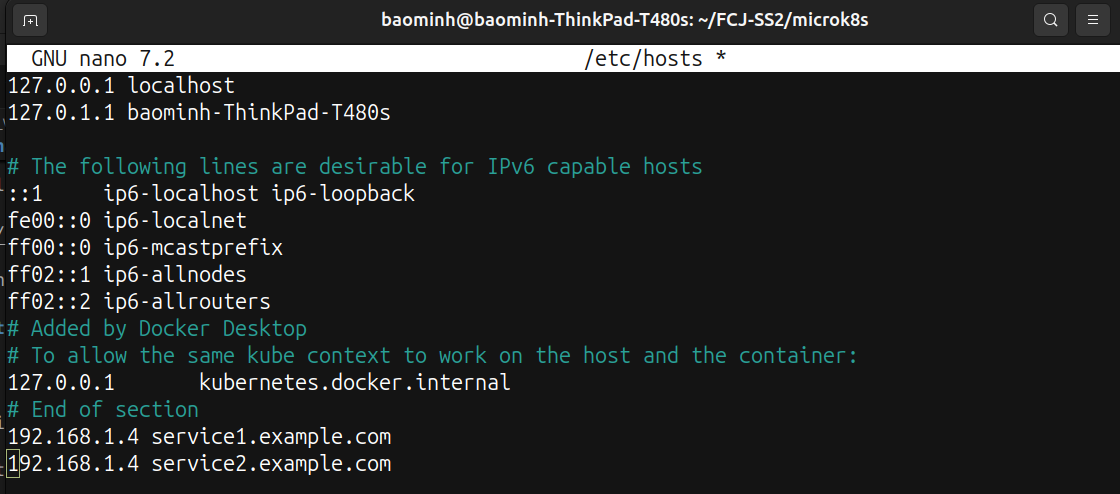 baominh@baominh-ThinkPad-T480s: ~/FCJ-SS2/microk8s
GNU nano 7.2 /etc/hosts *
127.0.0.1 localhost
127.0.1.1 baominh-ThinkPad-T480s
# The following lines are desirable for IPv6 capable hosts
::1 ip6-localhost ip6-loopback
fe00::0 ip6-localnet
ff00::0 ip6-mcastprefix
ff02::1 ip6-allnodes
ff02::2 ip6-allrouters
# Added by Docker Desktop
# To allow the same kube context to work on the host and the container:
127.0.0.1 kubernetes.docker.internal
# End of section
192.168.1.4 service1.example.com
192.168.1.4 service2.example.com